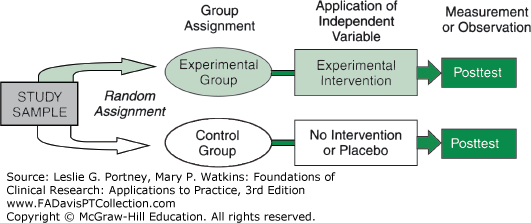 Group
Assignment
Application of
Independent
Variable
Measurement
or Observation
STUDY
SAMPLE
Random
Assignment
Experimental
Group
Experimental
Intervention
Posttest
Control
Group
No Intervention
or Placebo
Posttest
Source: Leslie G. Portney, Mary P. Watkins: Foundations of
Clinical Research: Applications to Practice, 3rd Edition
www.FADavisPTCollection.com
Copyright © McGraw-Hill Education. All rights reserved.